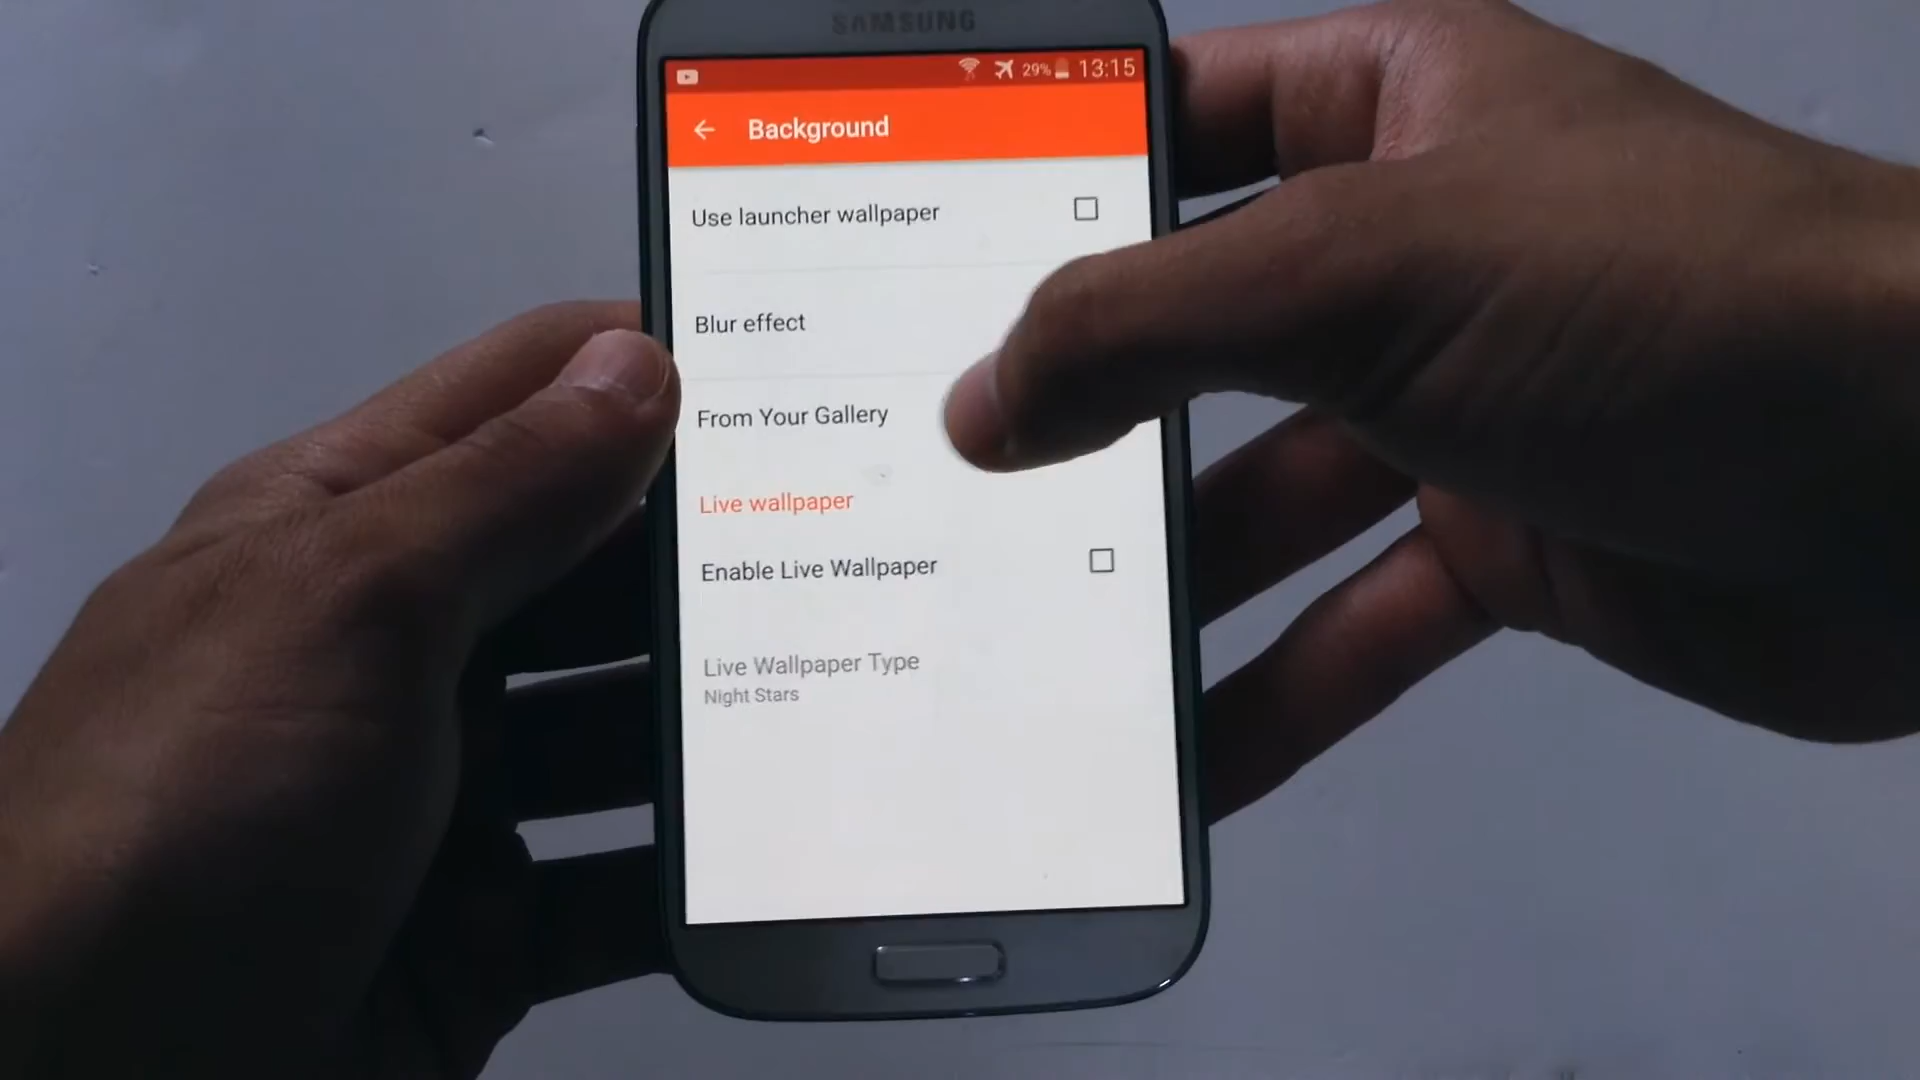 SAMSUNG
29% 13:15
Background
Use launcher wallpaper
Blur effect
From Your Gallery
Live wallpaper
Enable Live Wallpaper
Live Wallpaper Type
Night Stars